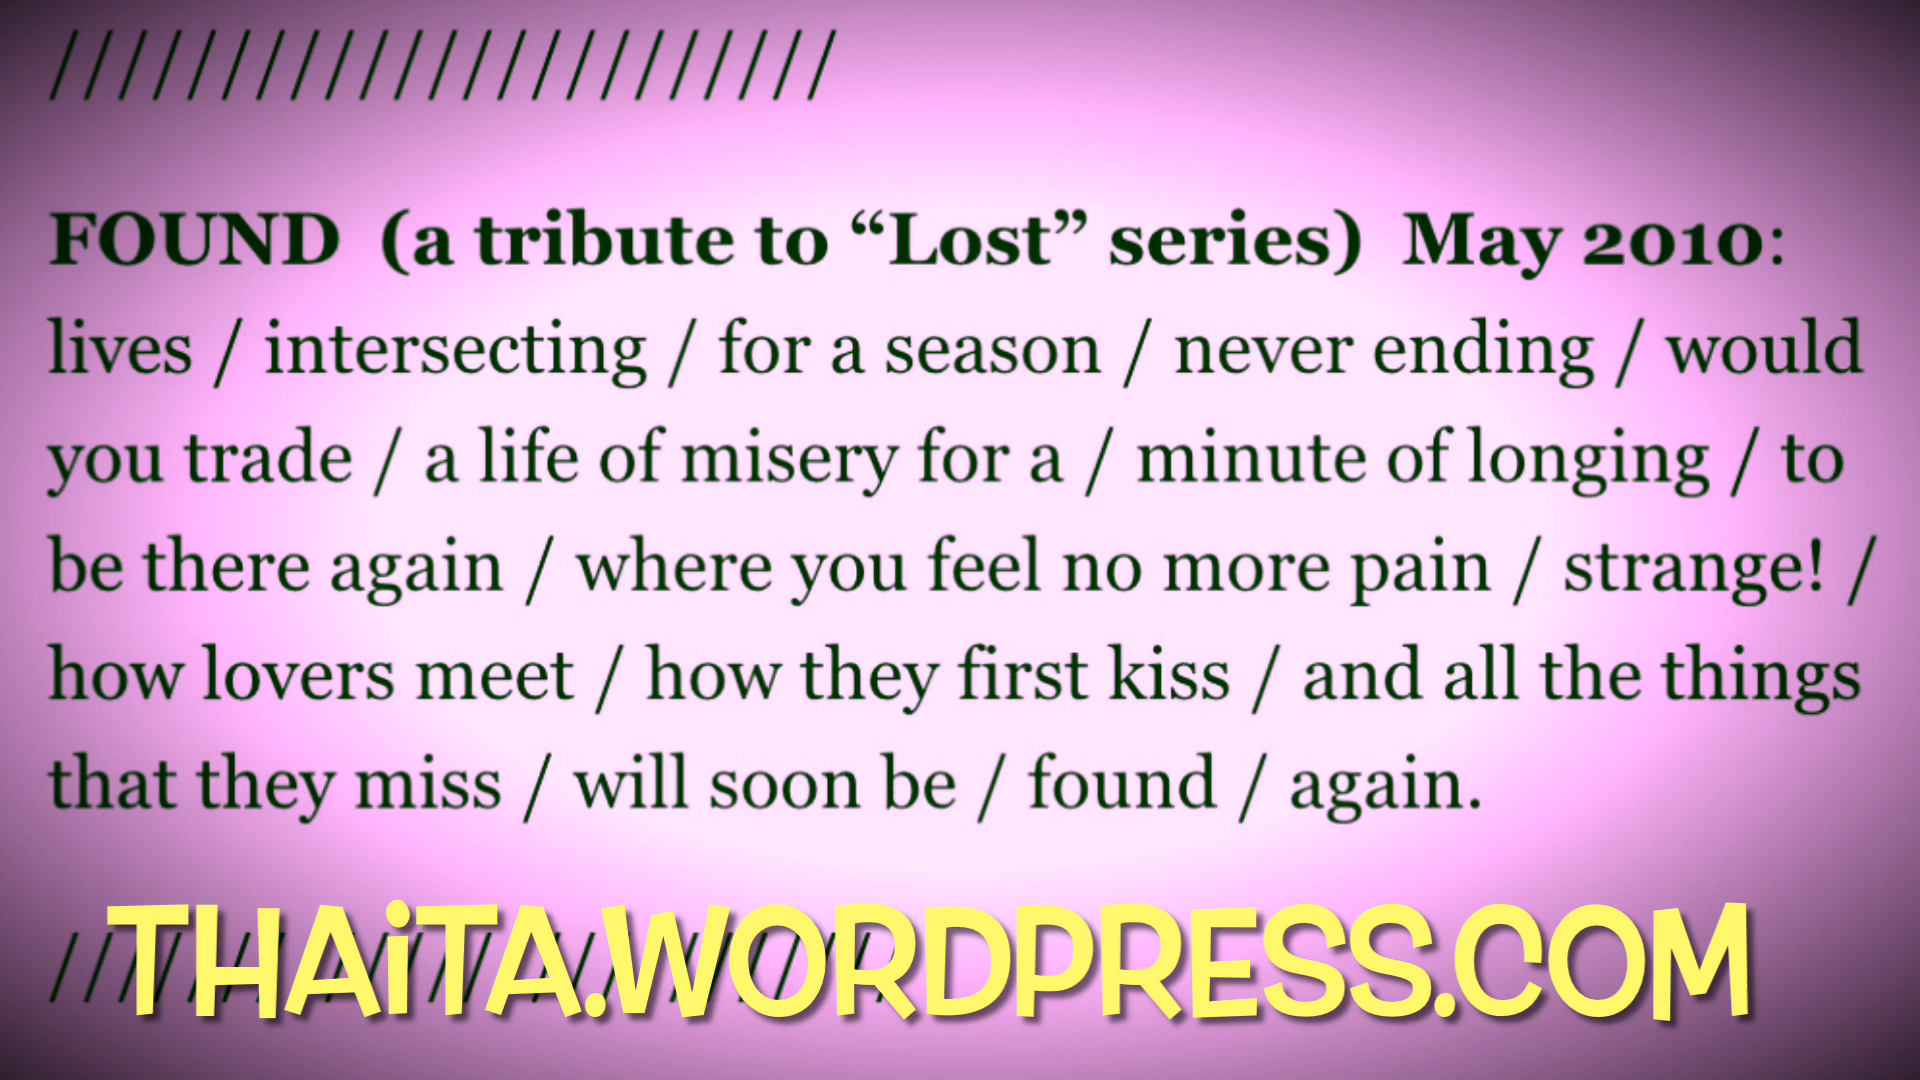 ///////////////////////
FOUND (a tribute to “Lost” series) May 2010:
lives / intersecting / for a season / never ending / would
you trade / a life of misery for a / minute of longing / to
be there again / where you feel no more pain / strange! /
how lovers meet / how they first kiss / and all the things
that they miss / will soon be / found / again.
THAiTA.WORDPRESS.COM